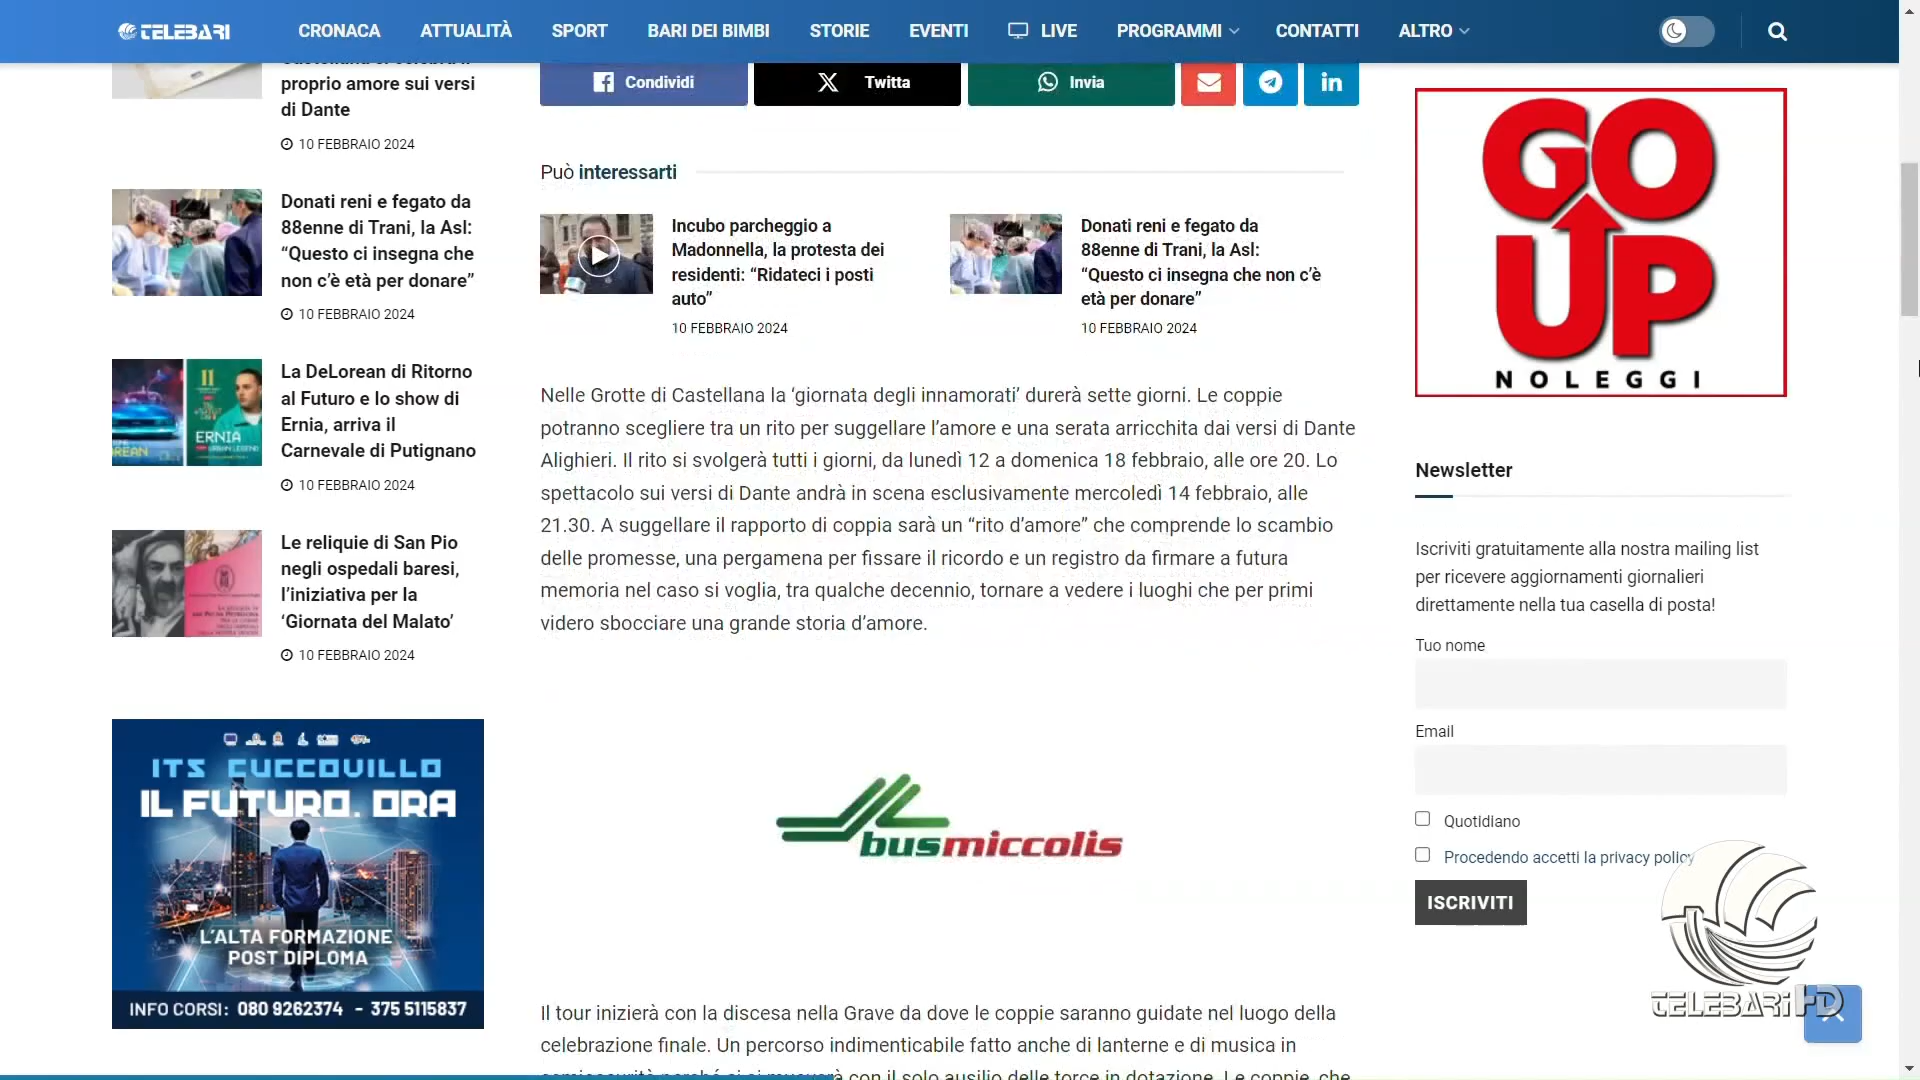 TELEBARI
CRONACA
ATTUALITÀ
SPORT
BARI DEI BIMBI
STORIE
EVENTI
LIVE
PROGRAMMI
CONTATTI
ALTRO
proprio amore sui versi
di Dante
10 FEBBRAIO 2024
Donati reni e fegato da
88enne di Trani, la Asl:
“Questo ci insegna che
non c’è età per donare”
10 FEBBRAIO 2024
La DeLorean di Ritorno
al Futuro e lo show di
Ernia, arriva il
Carnevale di Putignano
10 FEBBRAIO 2024
11
ERNIA
Le reliquie di San Pio
negli ospedali baresi,
l’iniziativa per la
‘Giornata del Malato’
10 FEBBRAIO 2024
ITS CUCCOVILLO
IL FUTURO. ORA
L’ALTA FORMAZIONE
POST DIPLOMA
INFO CORSI: 080 9262374 - 375 5115837
Condividi
Twitta
Invia
Può interessarti
Incubo parcheggio a
Madonnella, la protesta dei
residenti: “Ridateci i posti
auto”
10 FEBBRAIO 2024
Donati reni e fegato da
88enne di Trani, la Asl:
“Questo ci insegna che non c’è
età per donare”
10 FEBBRAIO 2024
Nelle Grotte di Castellana la ‘giornata degli innamorati’ durerà sette giorni. Le coppie
potranno scegliere tra un rito per suggellare l’amore e una serata arricchita dai versi di Dante
Alighieri. Il rito si svolgerà tutti i giorni, da lunedì 12 a domenica 18 febbraio, alle ore 20. Lo
spettacolo sui versi di Dante andrà in scena esclusivamente mercoledì 14 febbraio, alle
21.30. A suggellare il rapporto di coppia sarà un “rito d’amore” che comprende lo scambio
delle promesse, una pergamena per fissare il ricordo e un registro da firmare a futura
memoria nel caso si voglia, tra qualche decennio, tornare a vedere i luoghi che per primi
videro sbocciare una grande storia d’amore.
busmiccolis
Il tour inizierà con la discesa nella Grave da dove le coppie saranno guidate nel luogo della
celebrazione finale. Un percorso indimenticabile fatto anche di lanterne e di musica in
con il solo ausilio delle torce in dotazione. Le coppie, che
GO
UP
NOLEGGI
Newsletter
Iscriviti gratuitamente alla nostra mailing list
per ricevere aggiornamenti giornalieri
direttamente nella tua casella di posta!
Tuo nome
Email
Quotidiano
Procedendo accetti la privacy policy
ISCRIVITI
TELEBARI HD